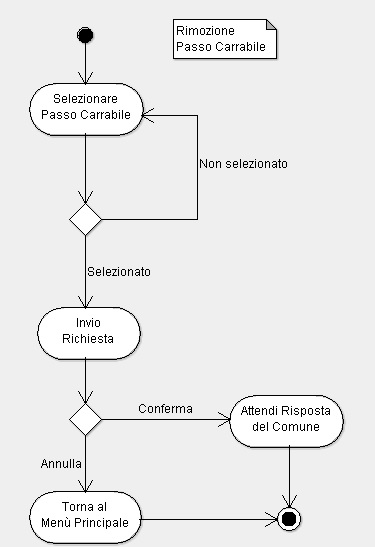 Rimozione
Passo Carrabile
Selezionare
Passo Carrabile
Non selezionato
Selezionato
Invio
Richiesta
Conferma
Attendi Risposta
del Comune
Annulla
Torna al
Menù Principale